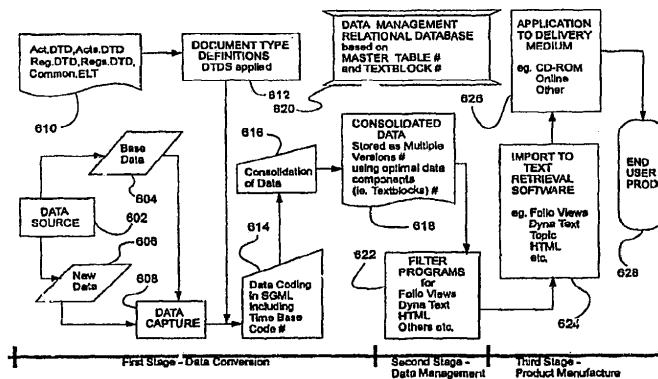 Act.DTD,Acts.DTD
Reg.DTD,Regs.DTD,
Common.ELT
610
DOCUMENT TYPE
DEFINITIONS
DTDS applied
612
620
DATA MANAGEMENT
RELATIONAL DATABASE
based on
MASTER TABLE #
and TEXTBLOCK #
APPLICATION
TO DELIVERY
MEDIUM
eg. CD-ROM
Online
Other
626
Base
Data
604
DATA
SOURCE
602
606
New
Data
608
DATA
CAPTURE
616
Consolidation
of Data
614
Data Coding
in SGML
including
Time Base
Code #
CONSOLIDATED
DATA
Stored as Multiple
Versions #
using optimal data
components
(ie. Textblocks) #
618
622
FILTER
PROGRAMS
for
Folio Views
Dyna Text
HTML
Others etc.
IMPORT TO
TEXT
RETRIEVAL
SOFTWARE
eg. Folio Views
Dyna Text
Topic
HTML
etc.
624
END
USER
PROD
628
First Stage - Data Conversion
Second Stage -
Data Management
Third Stage -
Product Manufacture